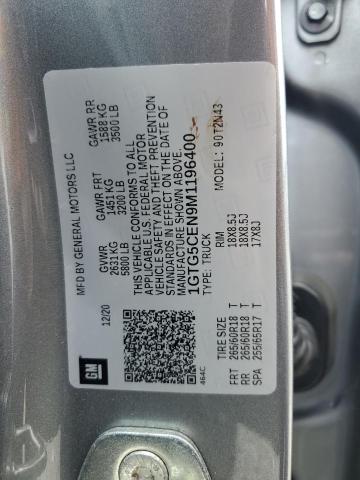 MFD BY GENERAL MOTORS LLC
12/20
GVWR GAWR FRT GAWR RR
2631 KG 1451 KG 1588 KG
5800 LB 3200 LB 3500 LB
THIS VEHICLE CONFORMS TO ALL
APPLICABLE U.S. FEDERAL MOTOR
VEHICLE SAFETY AND THEFT PREVENTION
STANDARDS IN EFFECT ON THE DATE OF
MANUFACTURE SHOWN ABOVE.
1GTG5CEN9M1196400
TYPE: TRUCK MODEL: 90T2N43
464C
TIRE SIZE RIM
FRT 265/60R18 T 18X8.5J
RR 265/60R18 T 18X8.5J
SPA 255/65R17 T 17X8J
GM